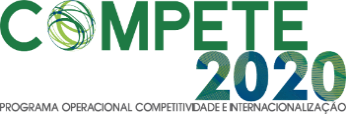 COMPETE
2020
PROGRAMA OPERACIONAL COMPETITIVIDADE E INTERNACIONALIZAÇÃO